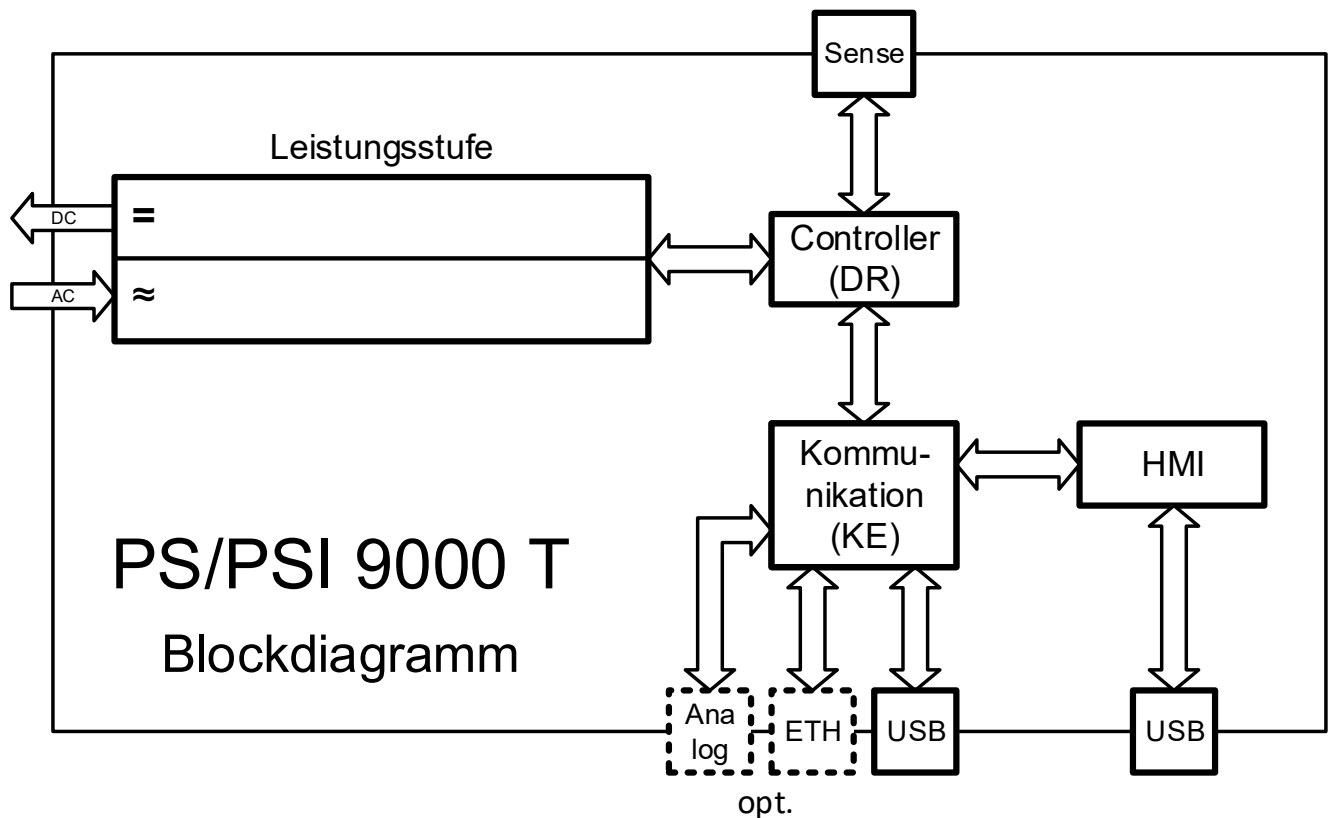 Sense
Leistungsstufe
DC
=
AC
≈
Controller
(DR)
Kommu-
nikation
(KE)
HMI
PS/PSI 9000 T
Blockdiagramm
Ana
log
ETH
USB
USB
opt.